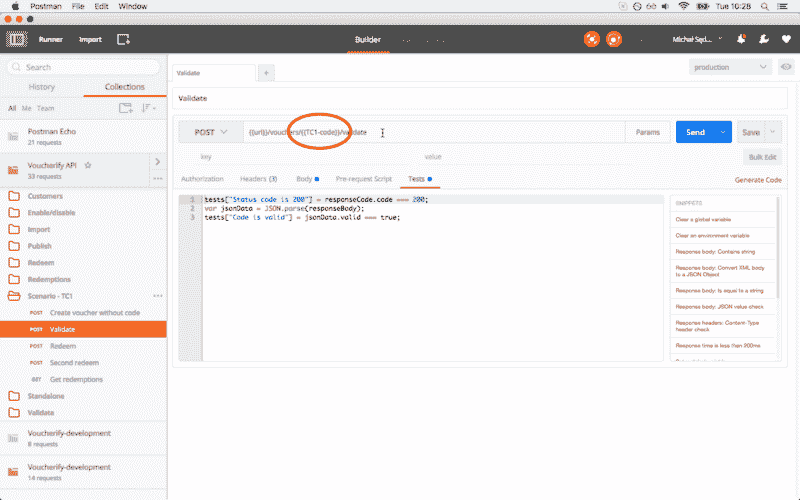 Postman File Edit Window
Tue 10:28
Runner Import
Builder
Michał Sęd...
Search
History Collections
All Me Team
Postman Echo
21 requests
Voucherify API
33 requests
Customers
Enable/disable
Import
Publish
Redeem
Redemptions
Scenario - TC1
POST Create voucher without code
POST Validate
POST Redeem
POST Second redeem
GET Get redemptions
Standalone
Validate
Voucherify-development
8 requests
Voucherify-development
14 requests
Validate
+
production
Validate
POST {{url}}/vouchers/{{TC1-code}}/validate Params Send Save
key value Bulk Edit
Authorization Headers (3) Body Pre-request Script Tests Generate Code
1 tests["Status code is 200"] = responseCode.code === 200;
2 var jsonData = JSON.parse(responseBody);
3 tests["Code is valid"] = jsonData.valid === true;
SNIPPETS
Clear a global variable
Clear an environment variable
Response body: Contains string
Response body: Convert XML body
to a JSON Object
Response body: Is equal to a string
Response body: JSON value check
Response headers: Content-Type
header check
Response time is less than 200ms